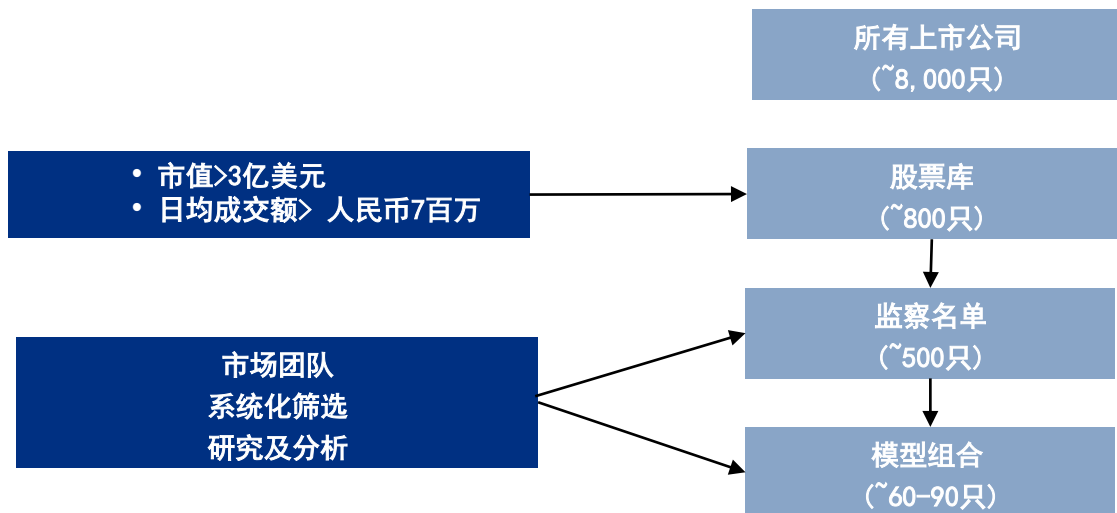 所有上市公司
(~8,000只)
• 市值>3亿美元
• 日均成交额> 人民币7百万
股票库
(~800只)
监察名单
(~500只)
市场团队
系统化筛选
研究及分析
模型组合
(~60-90只)